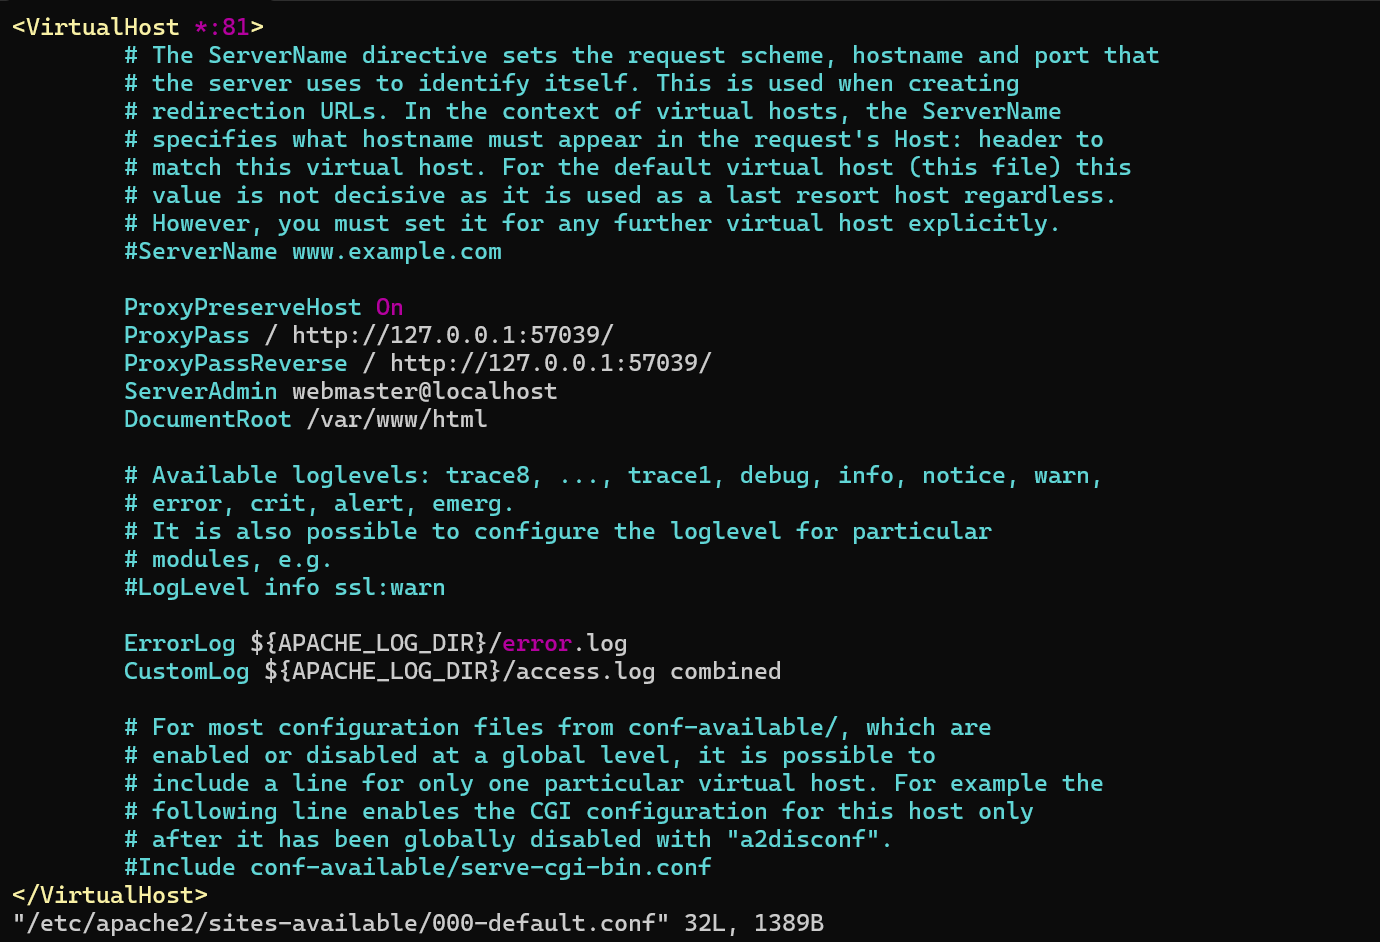 <VirtualHost *:81>
# The ServerName directive sets the request scheme, hostname and port that
# the server uses to identify itself. This is used when creating
# redirection URLs. In the context of virtual hosts, the ServerName
# specifies what hostname must appear in the request's Host: header to
# match this virtual host. For the default virtual host (this file) this
# value is not decisive as it is used as a last resort host regardless.
# However, you must set it for any further virtual host explicitly.
#ServerName www.example.com
ProxyPreserveHost On
ProxyPass / http://127.0.0.1:57039/
ProxyPassReverse / http://127.0.0.1:57039/
ServerAdmin webmaster@localhost
DocumentRoot /var/www/html
# Available loglevels: trace8, ..., trace1, debug, info, notice, warn,
# error, crit, alert, emerg.
# It is also possible to configure the loglevel for particular
# modules, e.g.
#LogLevel info ssl:warn
ErrorLog ${APACHE_LOG_DIR}/error.log
CustomLog ${APACHE_LOG_DIR}/access.log combined
# For most configuration files from conf-available/, which are
# enabled or disabled at a global level, it is possible to
# include a line for only one particular virtual host. For example the
# following line enables the CGI configuration for this host only
# after it has been globally disabled with "a2disconf".
#Include conf-available/serve-cgi-bin.conf
</VirtualHost>
"/etc/apache2/sites-available/000-default.conf" 32L, 1389B